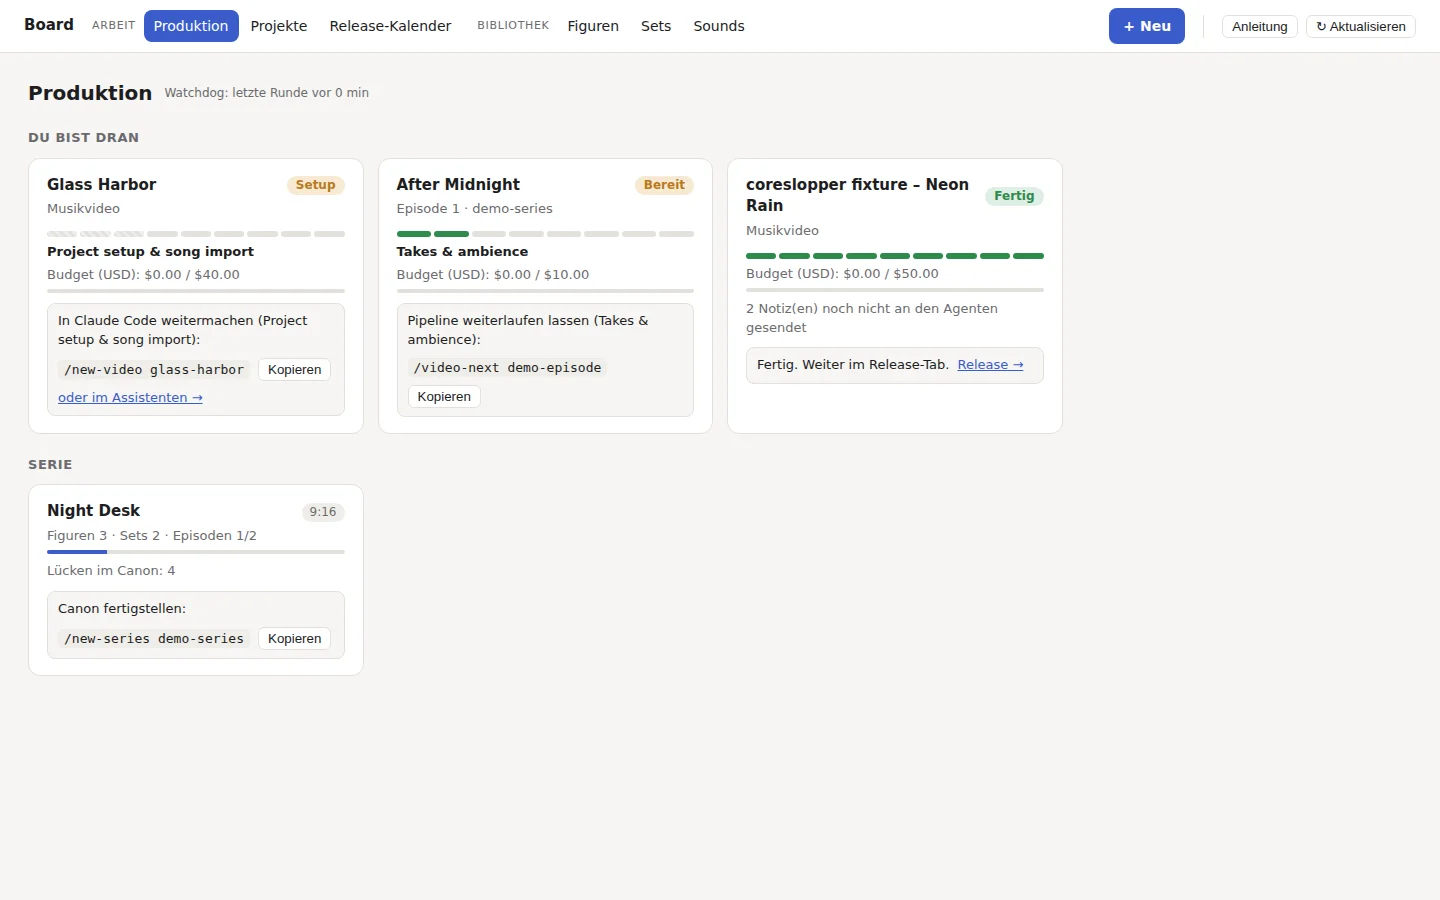 Board ARBEIT Produktion Projekte Release-Kalender BIBLIOTHEK Figuren Sets Sounds + Neu Anleitung ↻ Aktualisieren
Produktion Watchdog: letzte Runde vor 0 min
DU BIST DRAN
Glass Harbor Setup
Musikvideo
Project setup & song import
Budget (USD): $0.00 / $40.00
In Claude Code weitermachen (Project
setup & song import):
/new-video glass-harbor Kopieren
oder im Assistenten →
After Midnight Bereit
Episode 1 · demo-series
Takes & ambience
Budget (USD): $0.00 / $10.00
Pipeline weiterlaufen lassen (Takes &
ambience):
/video-next demo-episode
Kopieren
coreslopper fixture – Neon
Rain
Fertig
Musikvideo
Budget (USD): $0.00 / $50.00
2 Notiz(en) noch nicht an den Agenten
gesendet
Fertig. Weiter im Release-Tab. Release →
SERIE
Night Desk 9:16
Figuren 3 · Sets 2 · Episoden 1/2
Lücken im Canon: 4
Canon fertigstellen:
/new-series demo-series Kopieren